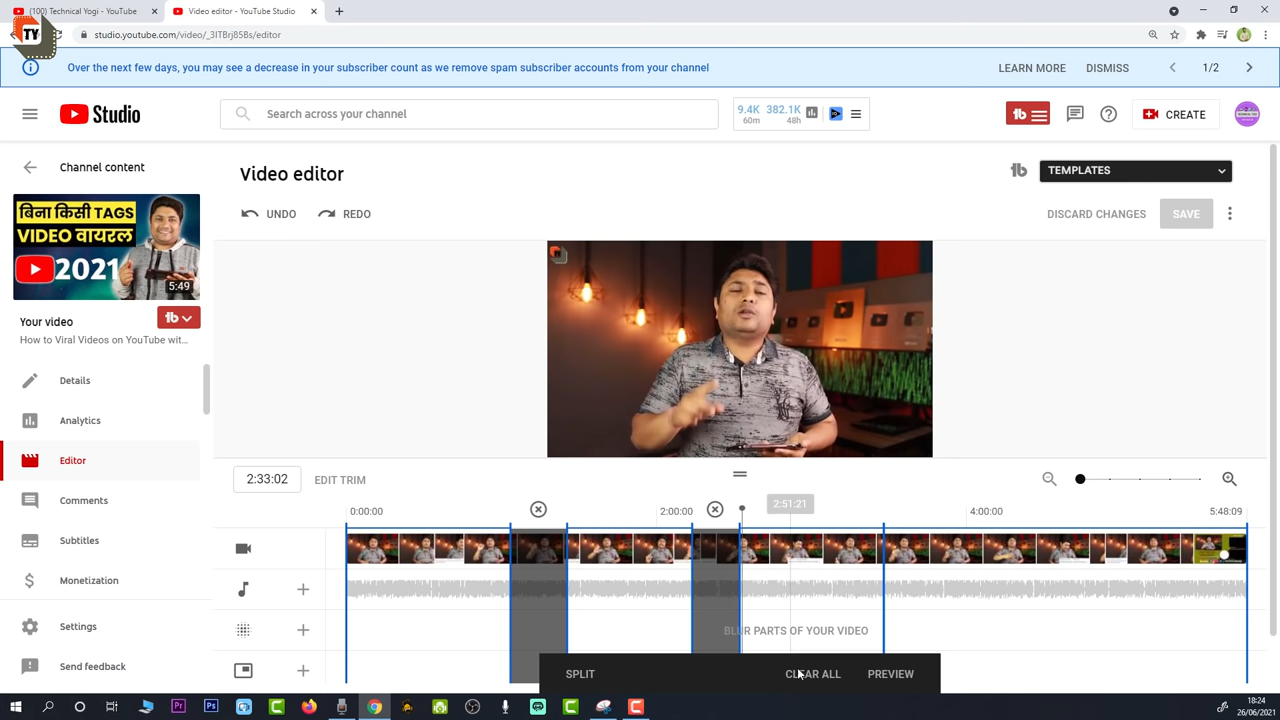 (100) Technical Yogi - YouTube
Video editor - YouTube Studio
TY
studio.youtube.com/video/_3ITBrj85Bs/editor
Over the next few days, you may see a decrease in your subscriber count as we remove spam subscriber accounts from your channel
LEARN MORE
DISMISS
1/2
Studio
Search across your channel
9.4K 382.1K
60m 48h
tb
CREATE
Channel content
Video editor
TEMPLATES
UNDO
REDO
DISCARD CHANGES
SAVE
बिना किसी TAGS
VIDEO वायरल
2021
5:49
Your video
tb
How to Viral Videos on YouTube wit...
Details
Analytics
Editor
Comments
Subtitles
Monetization
Settings
Send feedback
2:33:02
EDIT TRIM
2:51:21
0:00:00
2:00:00
4:00:00
5:48:09
BLUR PARTS OF YOUR VIDEO
SPLIT
CLEAR ALL
PREVIEW
18:24
26/06/2021